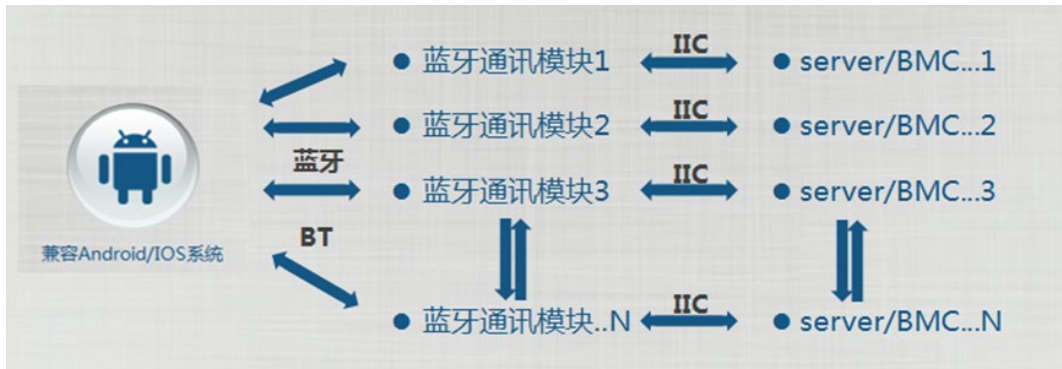 蓝牙通讯模块1 IIC server/BMC...1
蓝牙通讯模块2 IIC server/BMC...2
蓝牙
蓝牙通讯模块3 IIC server/BMC...3
BT
兼容Android/IOS系统
蓝牙通讯模块..N IIC server/BMC...N